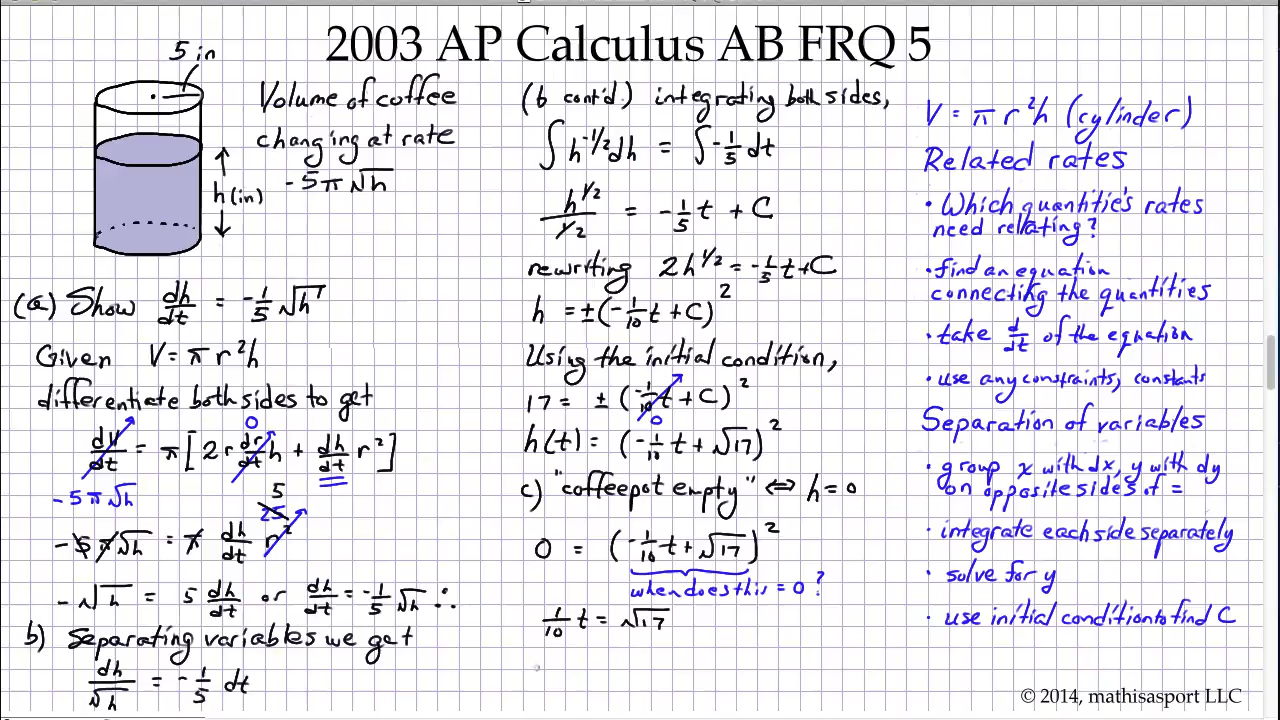 2003 AP Calculus AB FRQ 5
5 in
Volume of coffee
changing at rate
-5π√h
h (in)
(a) Show dh/dt = -1/5 √h
Given V = πr²h
differentiate both sides to get
dV/dt = π[2r dr/dt h + dh/dt r²]
0
-5π√h
5
25
-5π√h = π dh/dt r²
-√h = 5 dh/dt or dh/dt = -1/5 √h ∴
b) Separating variables we get
dh/√h = -1/5 dt
(b cont'd.) integrating both sides,
∫h^-1/2 dh = ∫-1/5 dt
h^1/2 / 1/2 = -1/5 t + C
rewriting 2h^1/2 = -1/5 t + C
h = ±(-1/10 t + C)²
Using the initial condition,
17 = ±(-1/10 t + C)²
0
h(t) = (-1/10 t + √17)²
c) "coffeepot empty" ⇔ h = 0
0 = (-1/10 t + √17)²
when does this = 0?
1/10 t = √17
V = πr²h (cylinder)
Related rates
• Which quantitie's rates
need relating?
• find an equation
connecting the quantities
• take d/dt of the equation
• use any constraints, constants
Separation of variables
• group x with dx, y with dy
on opposite sides of =
• integrate each side separately
• solve for y
• use initial condition to find C
© 2014, mathisasport LLC